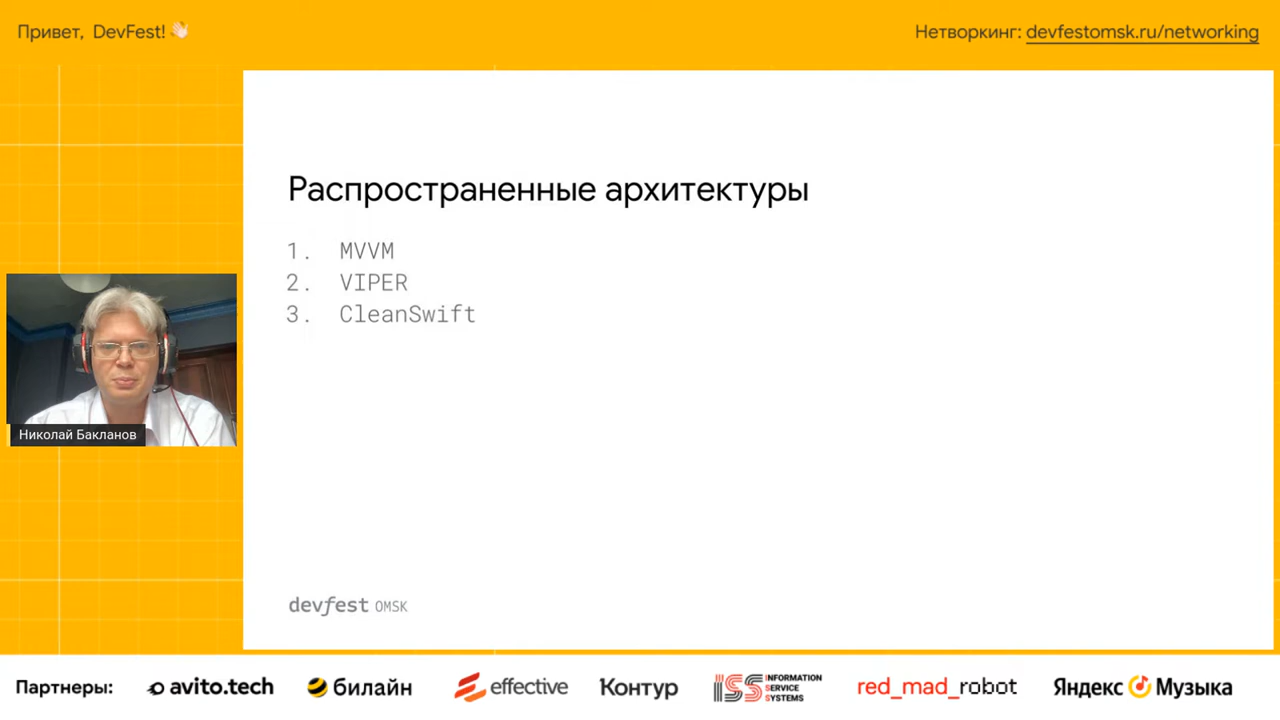 Привет, DevFest!
Нетворкинг: devfestomsk.ru/networking
Распространенные архитектуры
1. MVVM
2. VIPER
3. CleanSwift
Николай Бакланов
devfest OMSK
Партнеры: avito.tech билайн effective Контур ISS INFORMATION SERVICE SYSTEMS red_mad_robot Яндекс Музыка